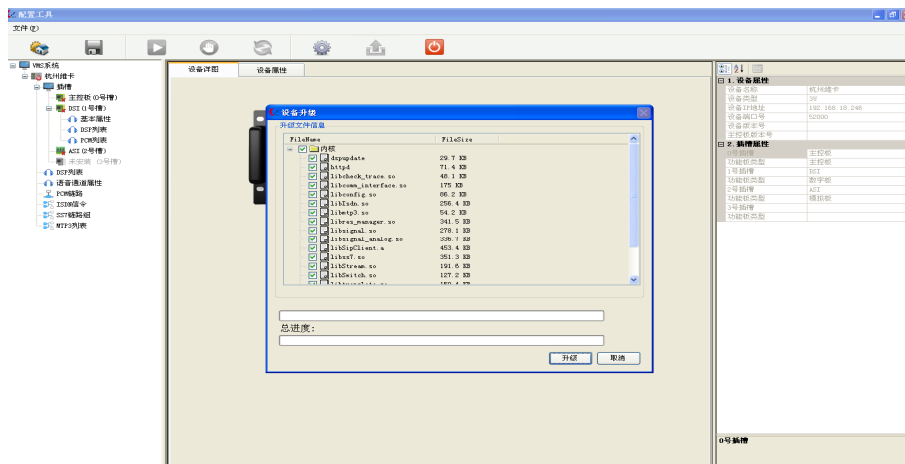 配置工具
文件(F)
VMS系统
杭州维卡
插槽
主控板(0号槽)
DSI(1号槽)
基本属性
DSP列表
PCM列表
ASI(2号槽)
未安装 (3号槽)
DSP列表
语音通道属性
PCM链路
ISDN信令
SS7链路组
MTP3列表
设备详图
设备属性
设备升级
升级文件信息
FileName FileSize
内核
dspupdate 29.7 KB
httpd 71.4 KB
libcheck_trace.so 48.1 KB
libcomm_interface.so 175 KB
libconfig.so 86.2 KB
libIsdn.so 256.4 KB
libmtp3.so 54.2 KB
libres_manager.so 341.5 KB
libsignal.so 278.1 KB
libsignal_analog.so 336.7 KB
libSipClient.a 453.4 KB
libss7.so 351.3 KB
libStream.so 191.6 KB
libSwitch.so 127.2 KB
总进度:
升级
取消
1. 设备属性
设备名称 杭州维卡
设备类型
设备IP地址 192.168.18.246
设备端口号 52000
设备版本号
主控板版本号
2. 插槽属性
0号插槽 主控板
功能板类型 主控板
1号插槽 DSI
功能板类型 数字板
2号插槽 ASI
功能板类型 模拟板
3号插槽
功能板类型
0号插槽